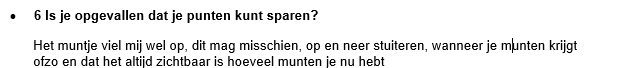 • 6 Is je opgevallen dat je punten kunt sparen?
Het muntje viel mij wel op, dit mag misschien, op en neer stuiteren, wanneer je munten krijgt
ofzo en dat het altijd zichtbaar is hoeveel munten je nu hebt